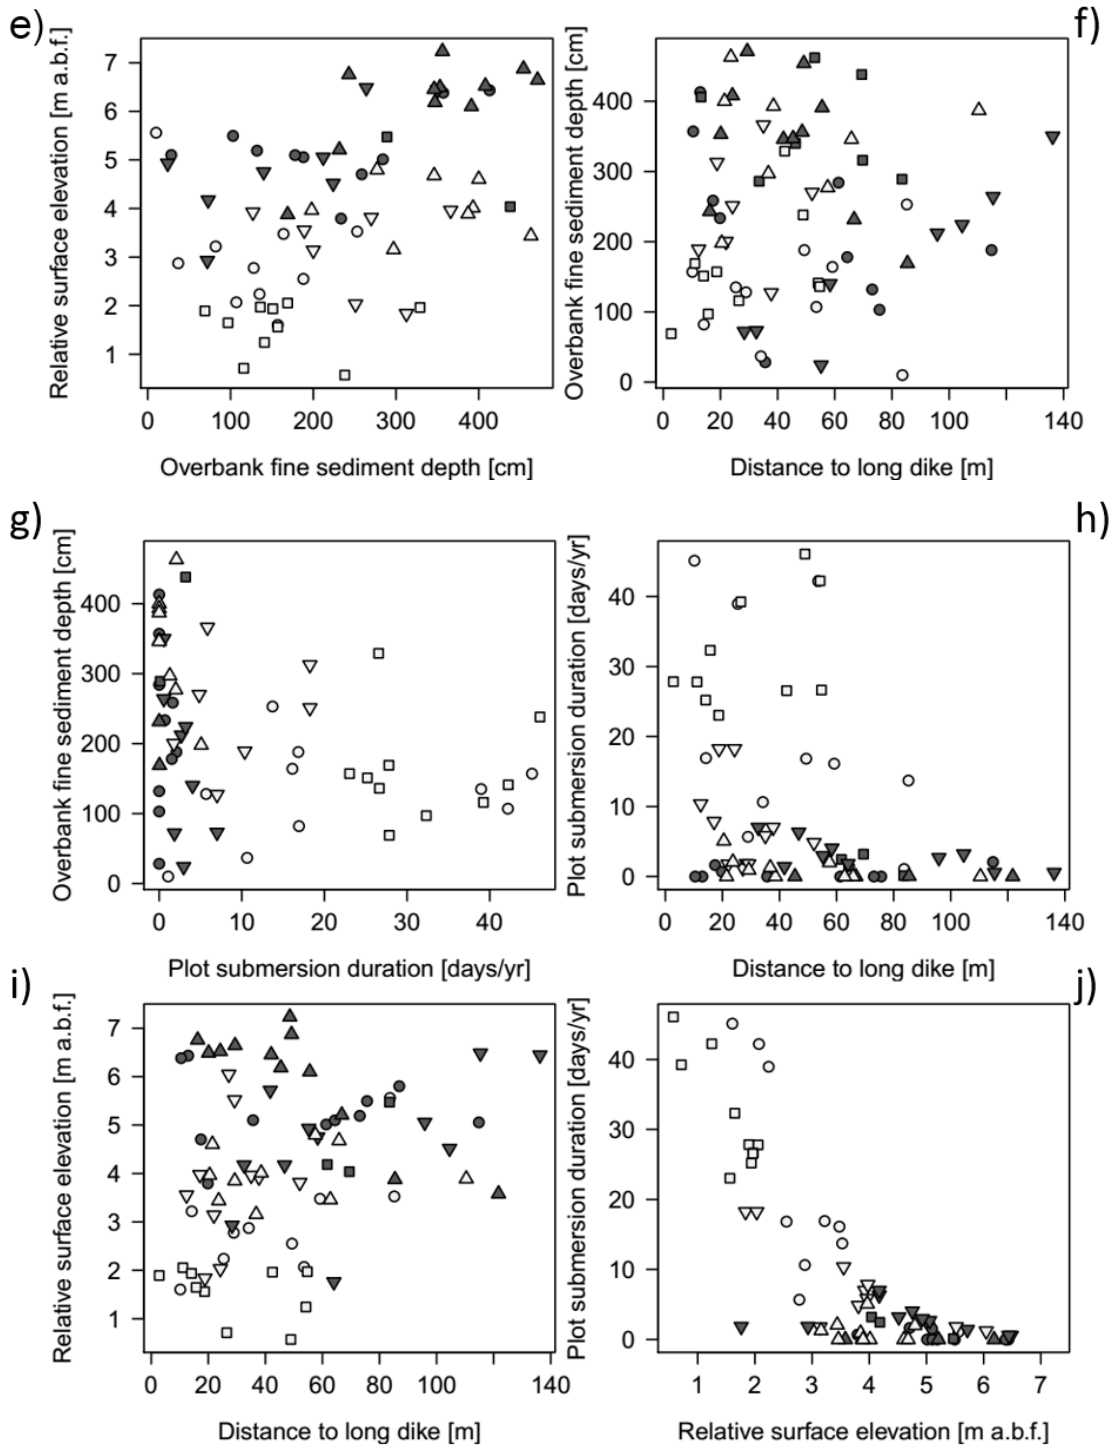 e)
f)
Relative surface elevation [m a.b.f.]
7
6
5
4
3
2
1
0 100 200 300 400
Overbank fine sediment depth [cm]
Overbank fine sediment depth [cm]
400
300
200
100
0
0 20 40 60 80 100 140
Distance to long dike [m]
g)
h)
Overbank fine sediment depth [cm]
400
300
200
100
0
0 10 20 30 40
Plot submersion duration [days/yr]
Plot submersion duration [days/yr]
40
30
20
10
0
0 20 40 60 80 100 140
Distance to long dike [m]
i)
j)
Relative surface elevation [m a.b.f.]
7
6
5
4
3
2
1
0 20 40 60 80 100 140
Distance to long dike [m]
Plot submersion duration [days/yr]
40
30
20
10
0
1 2 3 4 5 6 7
Relative surface elevation [m a.b.f.]